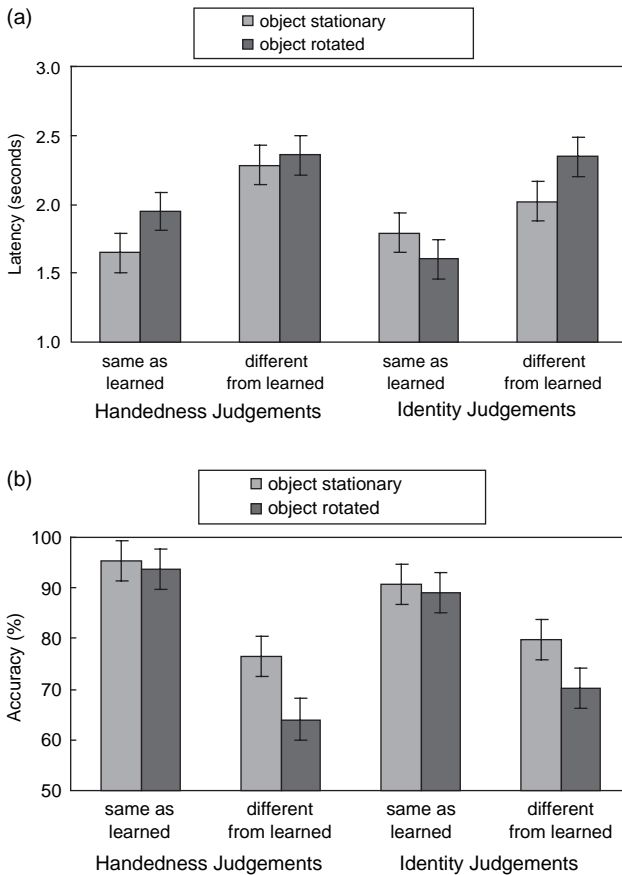 (a)
object stationary
object rotated
3.0
2.5
2.0
1.5
1.0
Latency (seconds)
same as
learned
different
from learned
same as
learned
different
from learned
Handedness Judgements
Identity Judgements
(b)
object stationary
object rotated
100
90
80
70
60
50
Accuracy (%)
same as
learned
different
from learned
same as
learned
different
from learned
Handedness Judgements
Identity Judgements